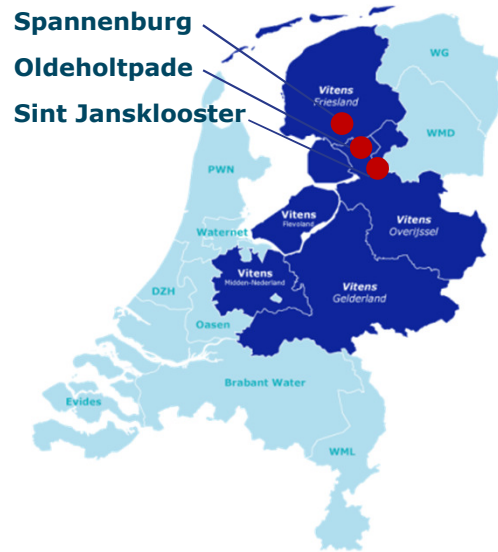 Spannenburg
Oldeholtpade
Sint Jansklooster
WG
Vitens
Friesland
WMD
PWN
Vitens
Flevoland
Vitens
Overijssel
Waternet
Vitens
Midden-Nederland
Vitens
Gelderland
DZH
Oasen
Brabant Water
Evides
WML